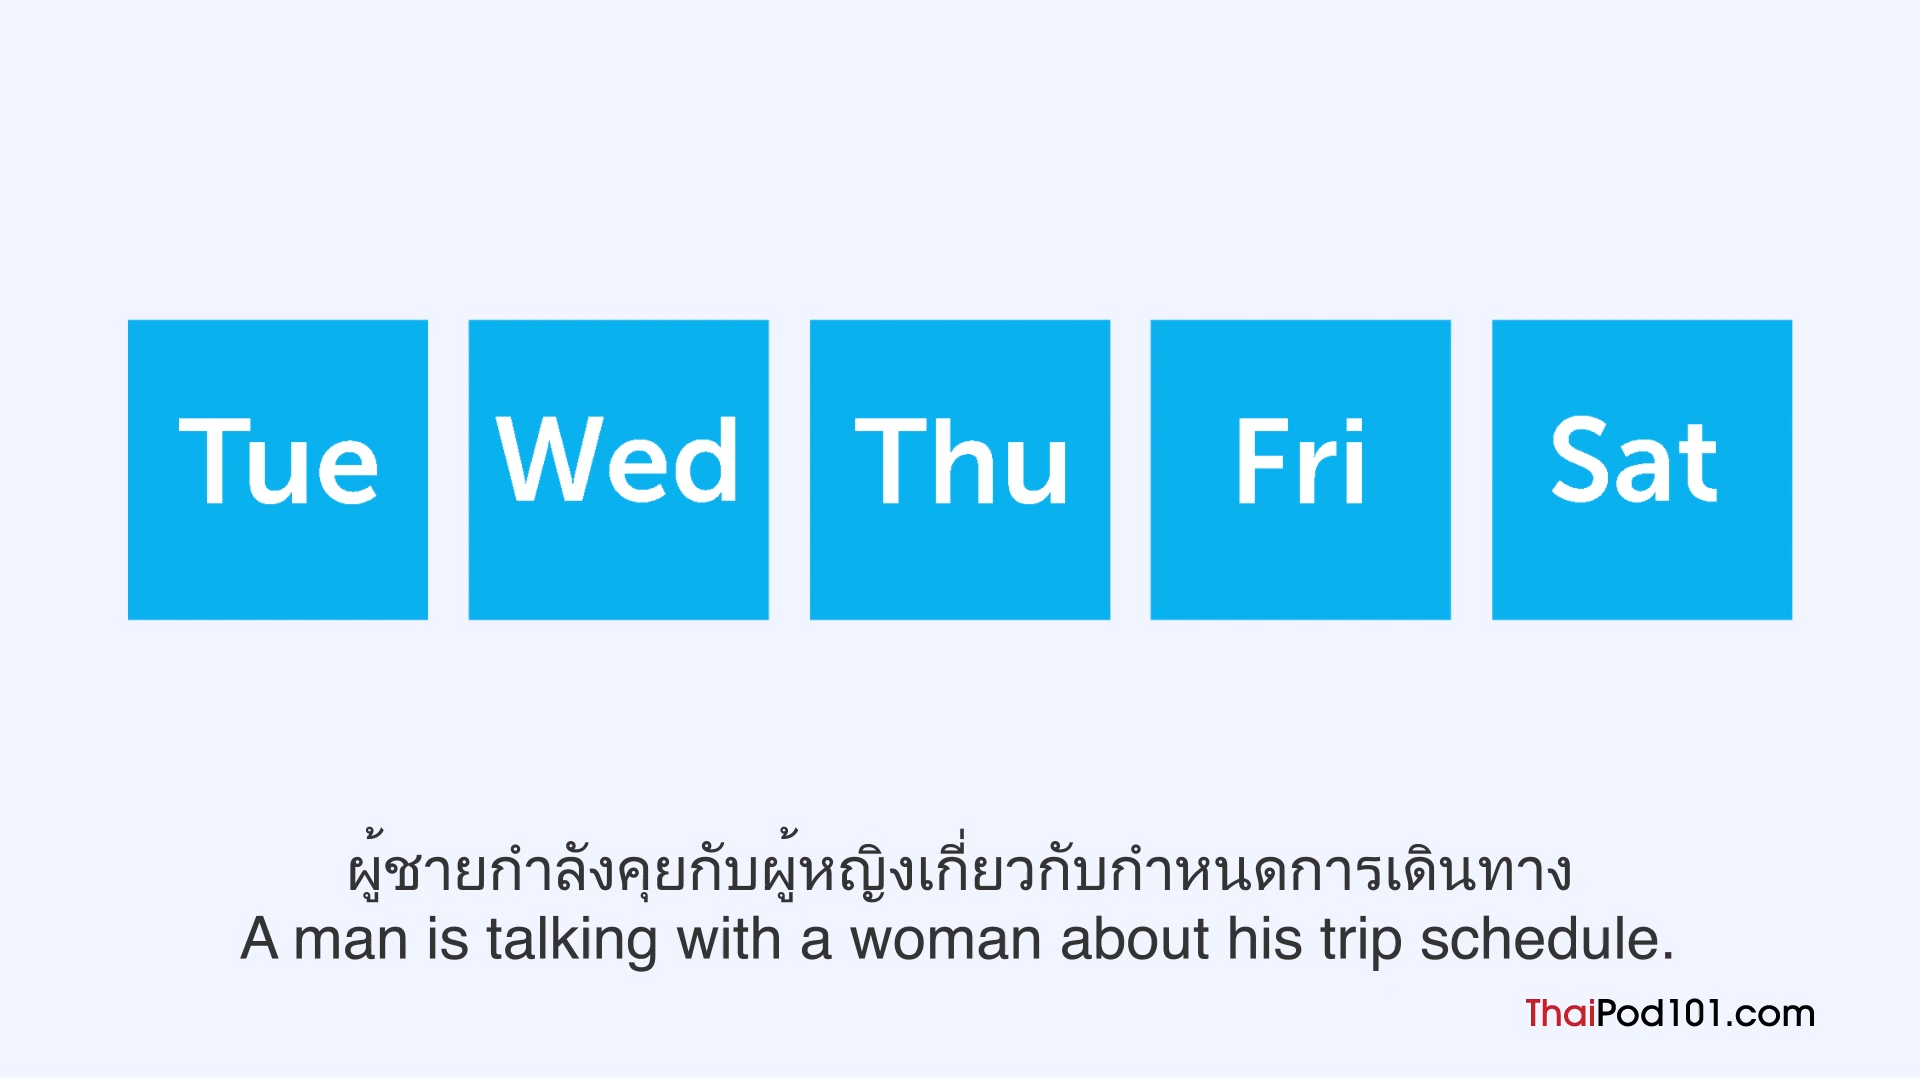 Tue Wed Thu Fri Sat
ผู้ชายกำลังคุยกับผู้หญิงเกี่ยวกับกำหนดการเดินทาง
A man is talking with a woman about his trip schedule.
ThaiPod101.com